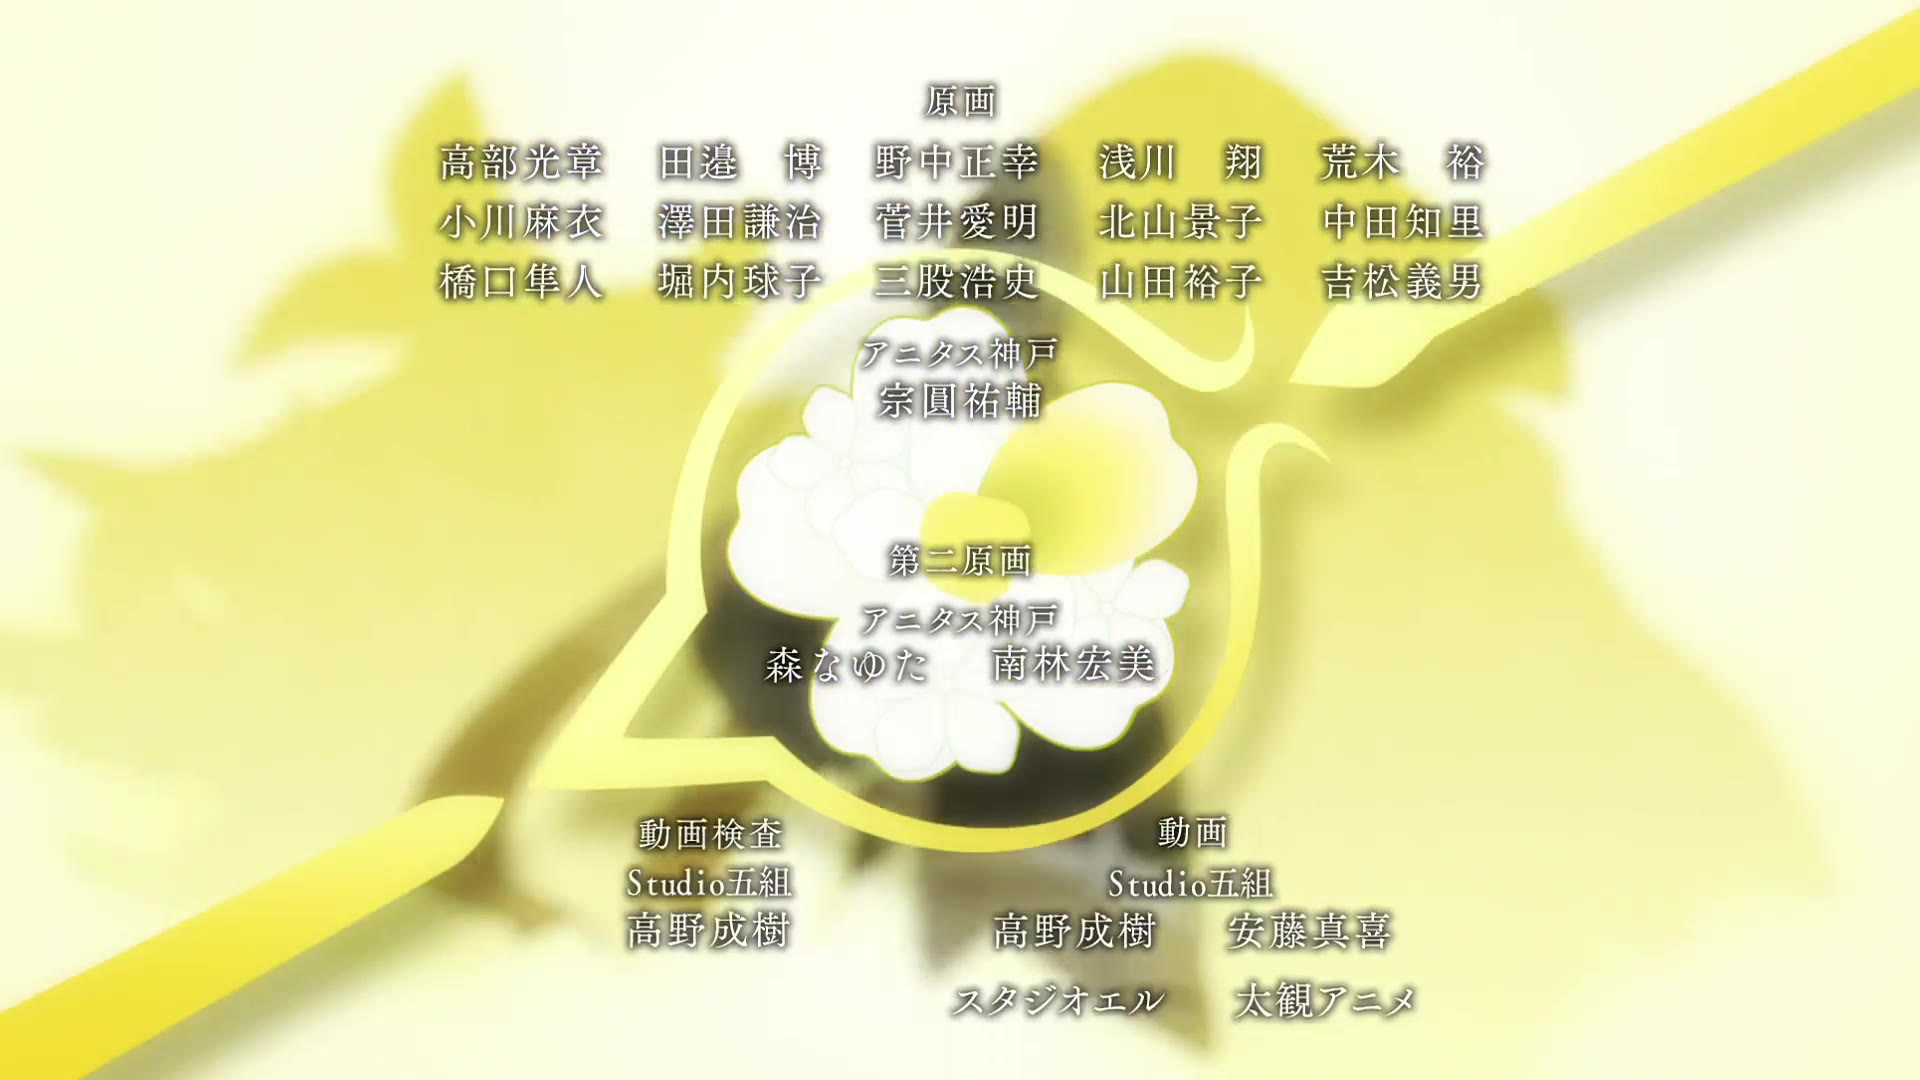 原画
高部光章 田邉 博 野中正幸 浅川 翔 荒木 裕
小川麻衣 澤田謙治 菅井愛明 北山景子 中田知里
橋口隼人 堀内球子 三股浩史 山田裕子 吉松義男
アニタス神戸
宗圓祐輔
第二原画
アニタス神戸
森なゆた 南林宏美
動画検査
Studio五組
高野成樹
動画
Studio五組
高野成樹 安藤真喜
スタジオエル 太観アニメ